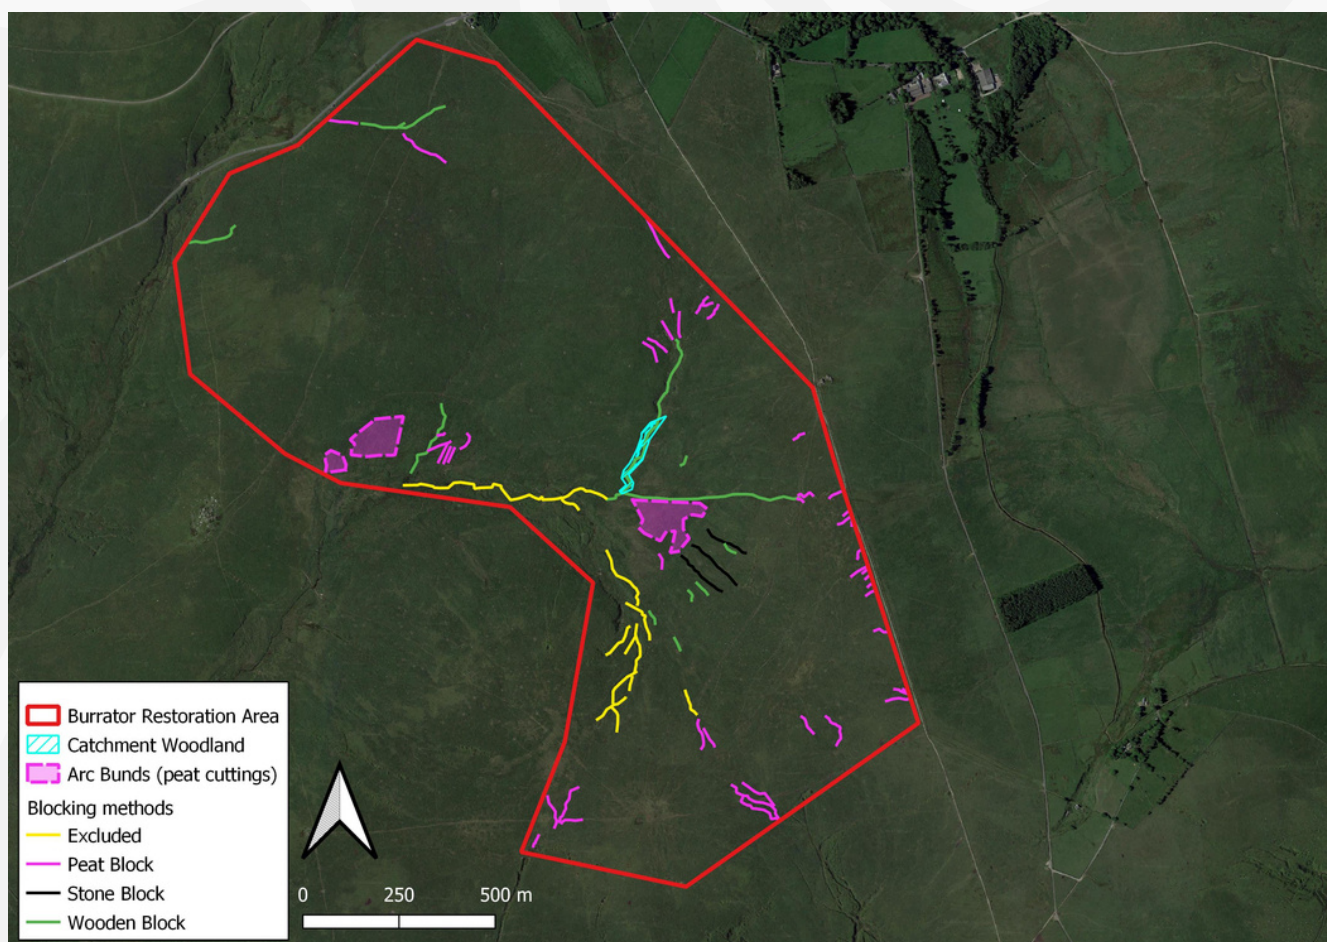 Burrator Restoration Area
Catchment Woodland
Arc Bunds (peat cuttings)
Blocking methods
Excluded
Peat Block
Stone Block
Wooden Block
0 250 500 m